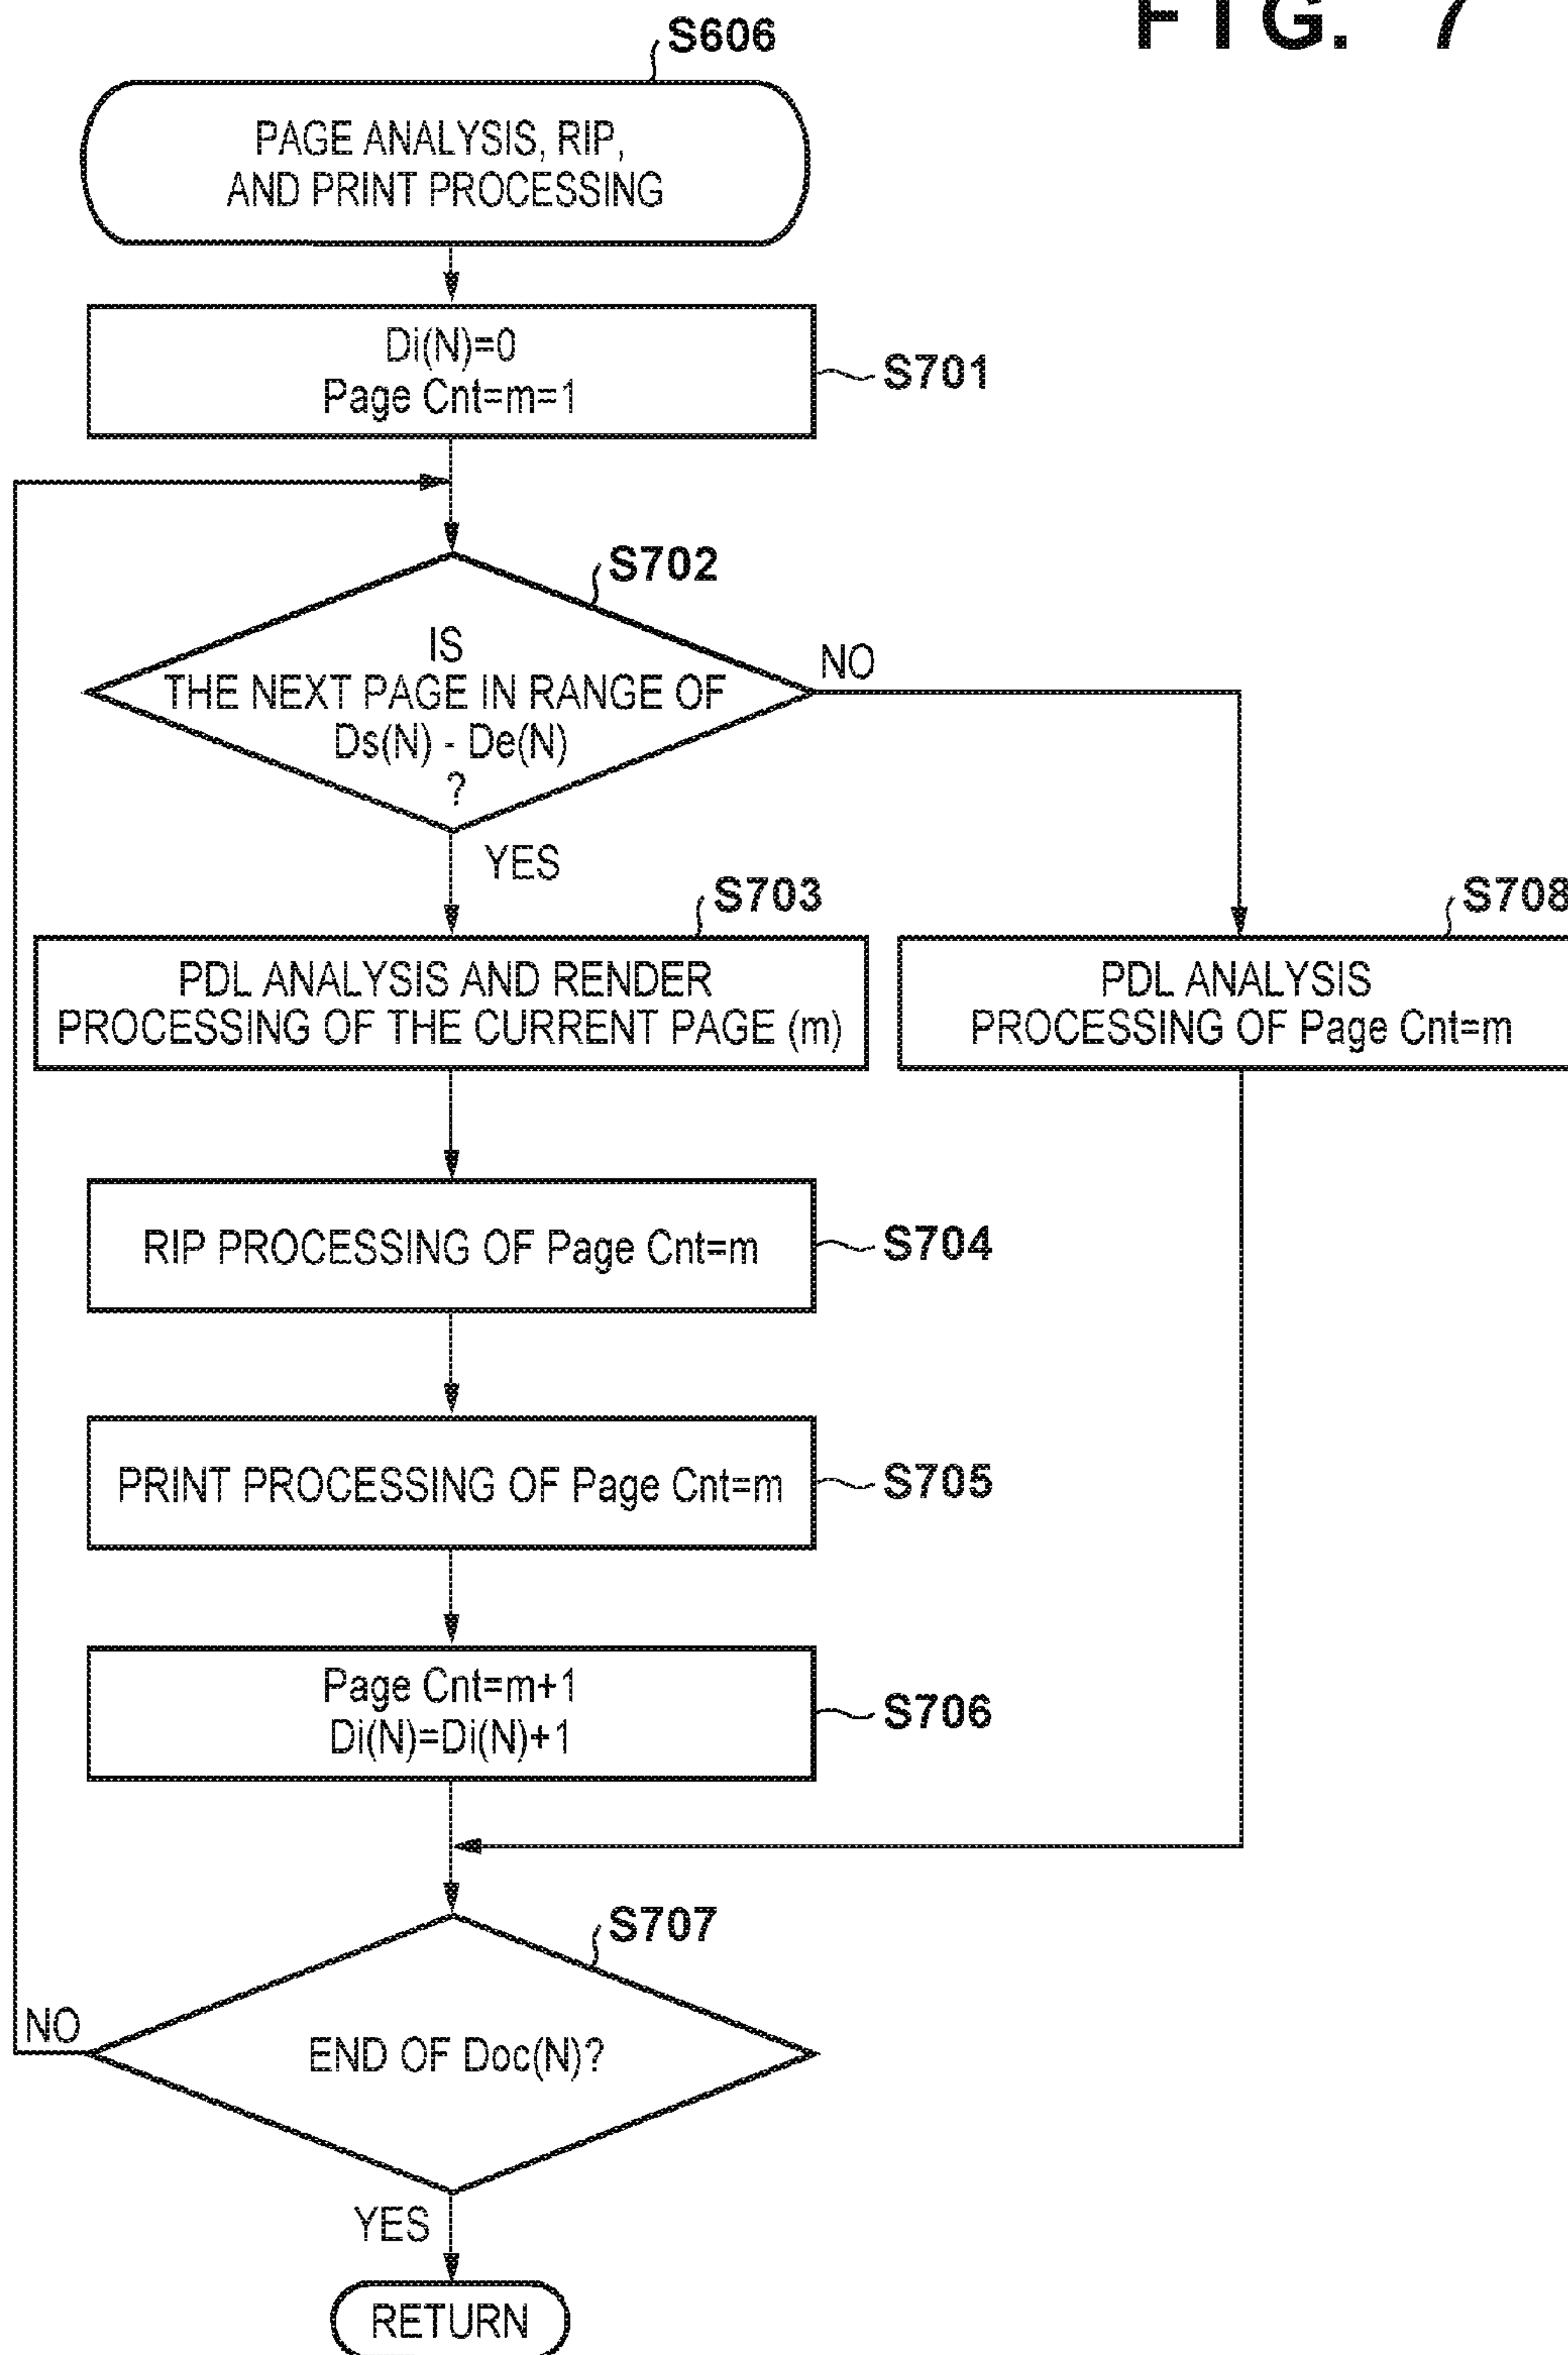 FIG. 7
S606
PAGE ANALYSIS, RIP,
AND PRINT PROCESSING
Di(N)=0
Page Cnt=m=1
S701
S702
IS
THE NEXT PAGE IN RANGE OF
Ds(N) - De(N)
?
NO
YES
S703
PDL ANALYSIS AND RENDER
PROCESSING OF THE CURRENT PAGE (m)
S708
PDL ANALYSIS
PROCESSING OF Page Cnt=m
RIP PROCESSING OF Page Cnt=m
S704
PRINT PROCESSING OF Page Cnt=m
S705
Page Cnt=m+1
Di(N)=Di(N)+1
S706
S707
NO
END OF Doc(N)?
YES
RETURN